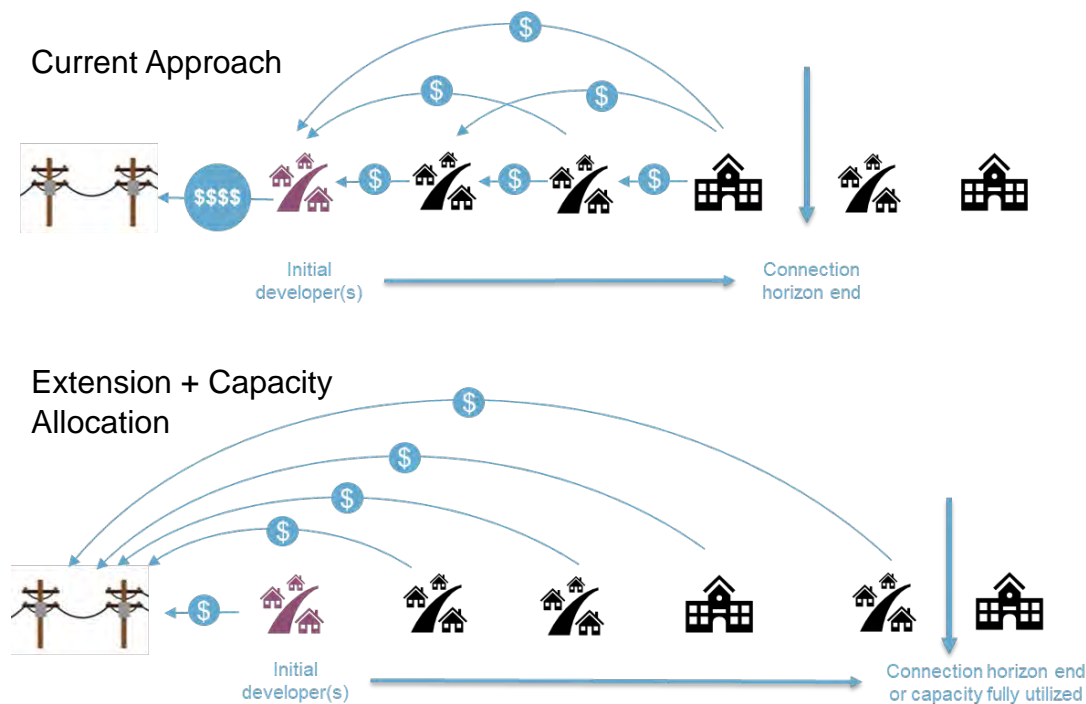 $
Current Approach
$
$
$$$$
$
$
$
Initial
developer(s)
Connection
horizon end
Extension + Capacity
Allocation
$
$
$
$
$
Initial
developer(s)
Connection horizon end
or capacity fully utilized